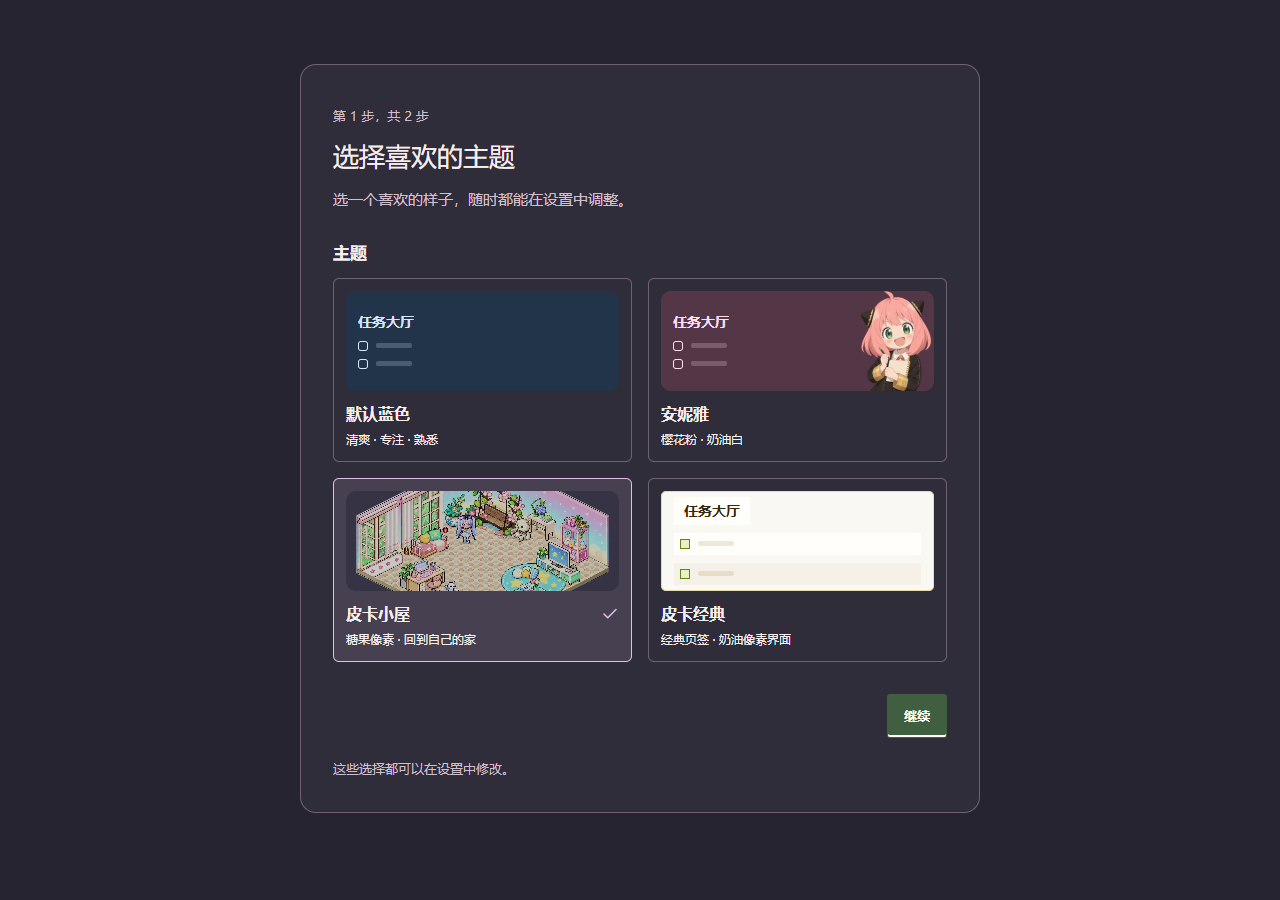 第 1 步，共 2 步
选择喜欢的主题
选一个喜欢的样子，随时都能在设置中调整。
主题
任务大厅
默认蓝色
清爽 · 专注 · 熟悉
任务大厅
安妮雅
樱花粉 · 奶油白
皮卡小屋
糖果像素 · 回到自己的家
任务大厅
皮卡经典
经典页签 · 奶油像素界面
继续
这些选择都可以在设置中修改。